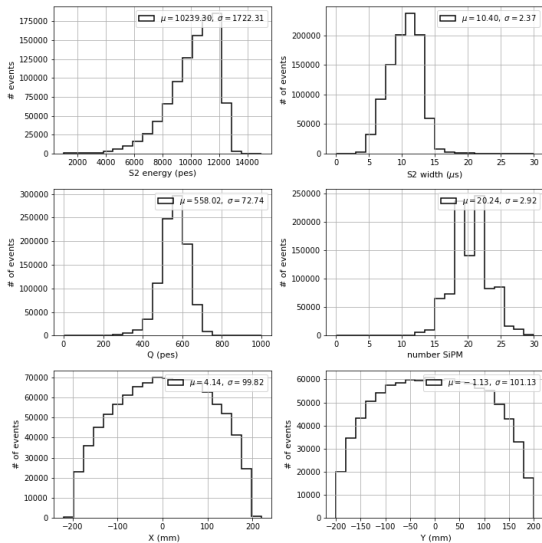 μ = 10239.30, σ = 1722.31
# events
175000
150000
125000
100000
75000
50000
25000
0
2000 4000 6000 8000 10000 12000 14000
S2 energy (pes)
μ = 10.40, σ = 2.37
# of events
200000
150000
100000
50000
0
0 5 10 15 20 25 30
S2 width (μs)
μ = 558.02, σ = 72.74
# of events
300000
250000
200000
150000
100000
50000
0
0 200 400 600 800 1000
Q (pes)
μ = 20.24, σ = 2.92
# of events
250000
200000
150000
100000
50000
0
0 5 10 15 20 25 30
number SiPM
μ = 4.14, σ = 99.82
# of events
70000
60000
50000
40000
30000
20000
10000
0
−200 −100 0 100 200
X (mm)
μ = −1.13, σ = 101.13
# of events
60000
50000
40000
30000
20000
10000
0
−200 −150 −100 −50 0 50 100 150 200
Y (mm)